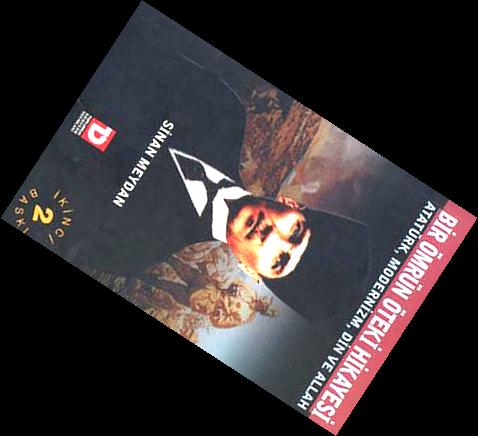 BİR ÖMRÜN ÖTEKİ HİKAYESİ
ATATÜRK, MODERNİZM, DİN VE ALLAH
SİNAN MEYDAN
İKİNCİ
2
BASKI